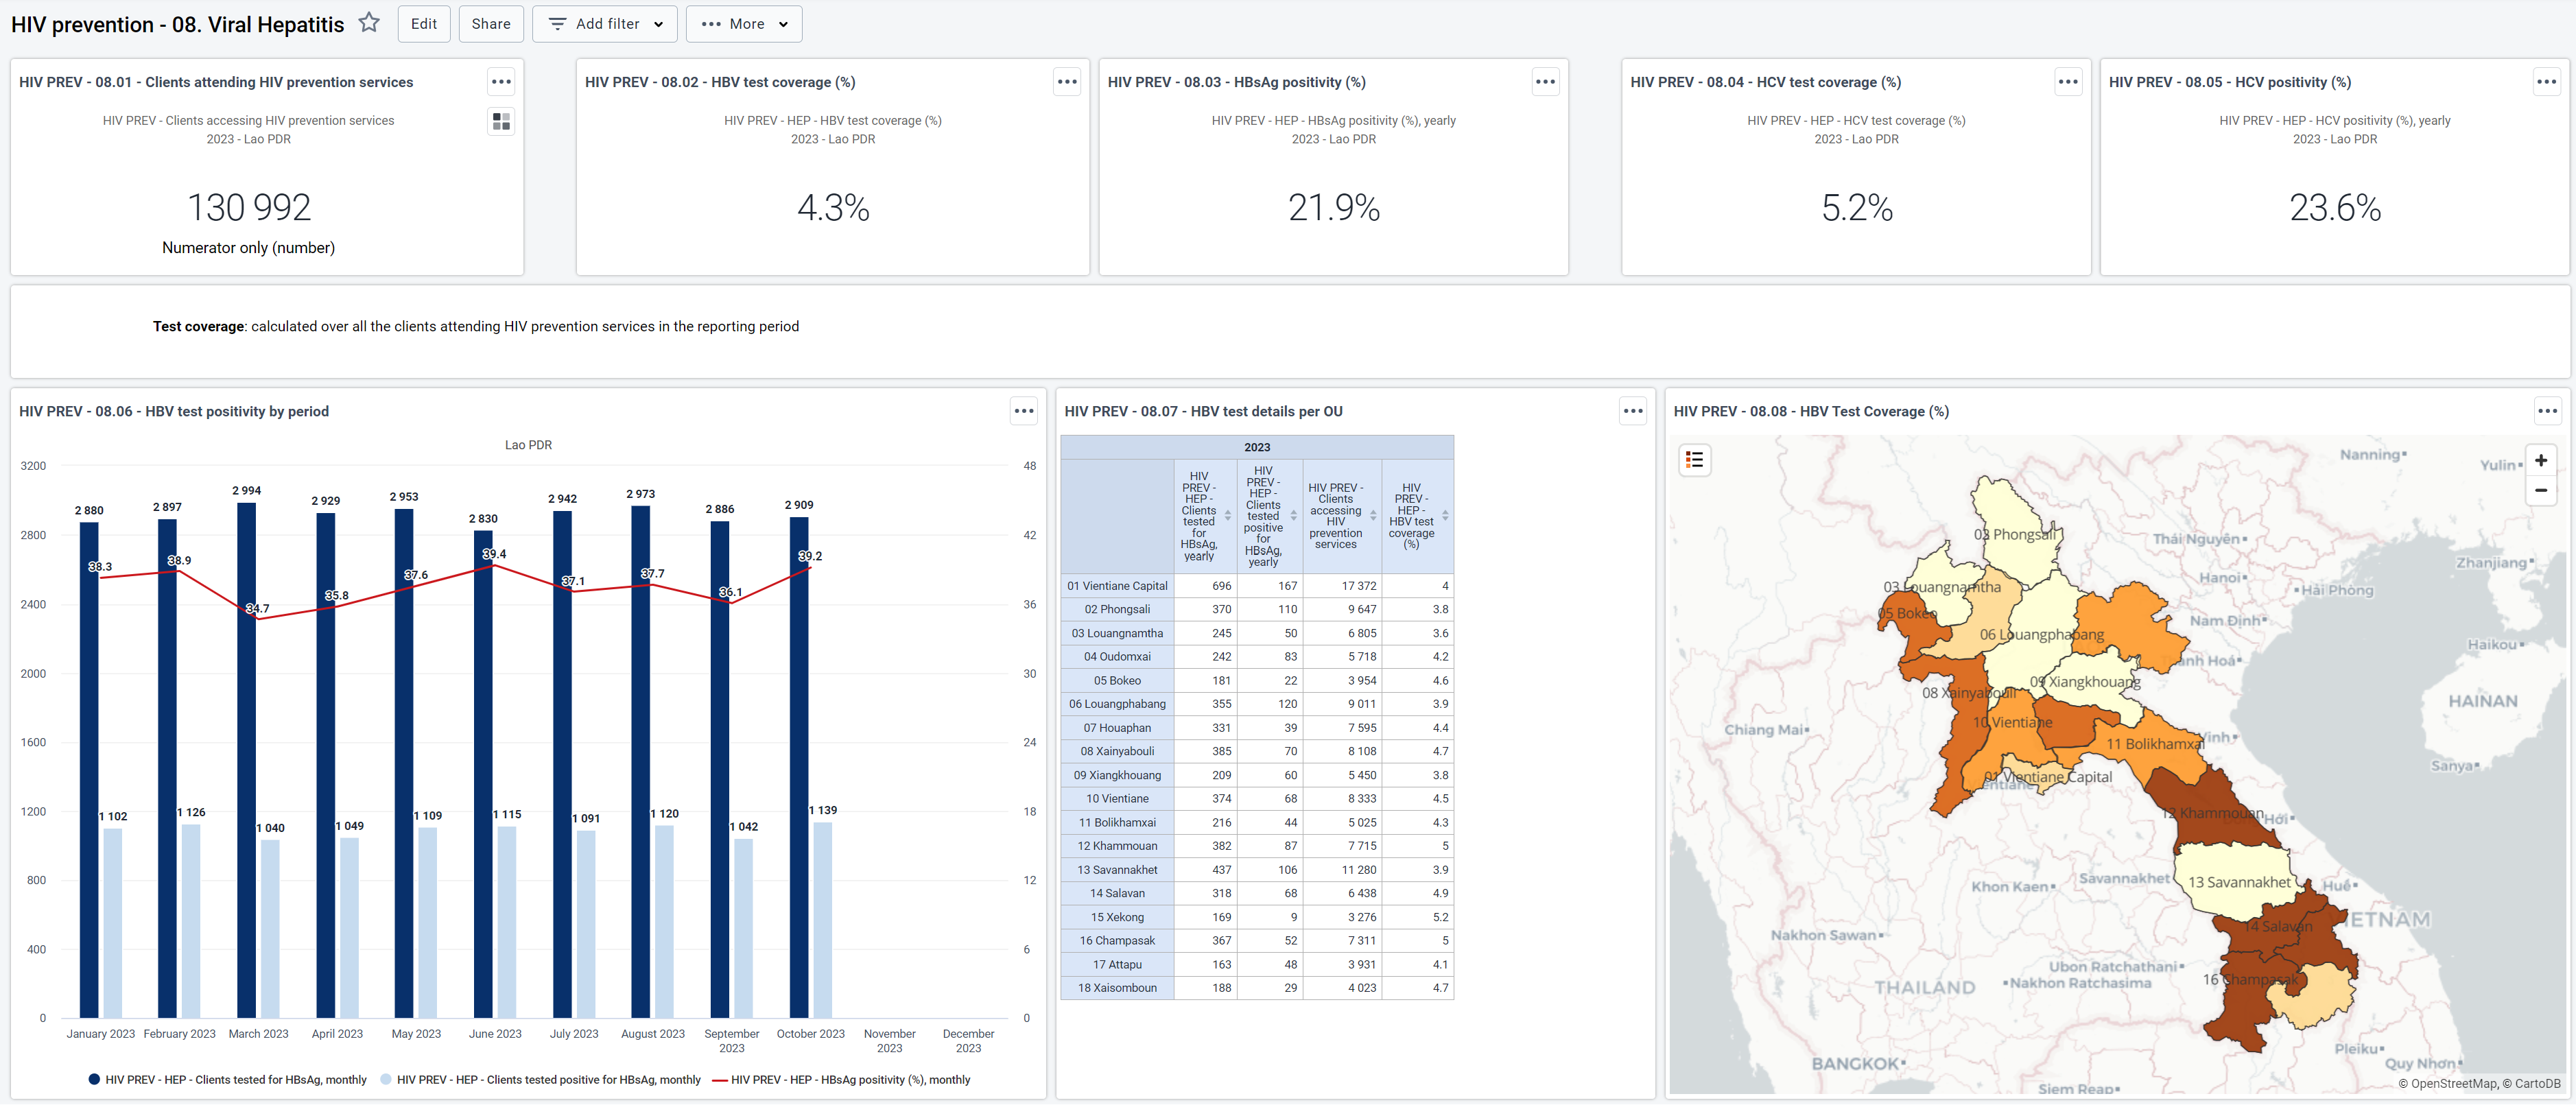 HIV prevention - 08. Viral Hepatitis
Edit
Share
Add filter
More
HIV PREV - 08.01 - Clients attending HIV prevention services
HIV PREV - Clients accessing HIV prevention services
2023 - Lao PDR
130 992
Numerator only (number)
HIV PREV - 08.02 - HBV test coverage (%)
HIV PREV - HEP - HBV test coverage (%)
2023 - Lao PDR
4.3%
HIV PREV - 08.03 - HBsAg positivity (%)
HIV PREV - HEP - HBsAg positivity (%), yearly
2023 - Lao PDR
21.9%
HIV PREV - 08.04 - HCV test coverage (%)
HIV PREV - HEP - HCV test coverage (%)
2023 - Lao PDR
5.2%
HIV PREV - 08.05 - HCV positivity (%)
HIV PREV - HEP - HCV positivity (%), yearly
2023 - Lao PDR
23.6%
Test coverage: calculated over all the clients attending HIV prevention services in the reporting period
HIV PREV - 08.06 - HBV test positivity by period
Lao PDR
3200
2800
2400
2000
1600
1200
800
400
0
48
42
36
30
24
18
12
6
0
2 880
2 897
2 994
2 929
2 953
2 830
2 942
2 973
2 886
2 909
38.3
38.9
34.7
35.8
37.6
39.4
37.1
37.7
36.1
39.2
1 102
1 126
1 040
1 049
1 109
1 115
1 091
1 120
1 042
1 139
January 2023
February 2023
March 2023
April 2023
May 2023
June 2023
July 2023
August 2023
September
2023
October 2023
November
2023
December
2023
HIV PREV - HEP - Clients tested for HBsAg, monthly
HIV PREV - HEP - Clients tested positive for HBsAg, monthly
HIV PREV - HEP - HBsAg positivity (%), monthly
HIV PREV - 08.07 - HBV test details per OU
2023
HIV
PREV -
HEP -
Clients
tested
for
HBsAg,
yearly
HIV
PREV -
HEP -
Clients
tested
positive
for
HBsAg,
yearly
HIV PREV -
Clients
accessing
HIV
prevention
services
HIV
PREV -
HEP -
HBV test
coverage
(%)
01 Vientiane Capital 696 167 17 372 4
02 Phongsali 370 110 9 647 3.8
03 Louangnamtha 245 50 6 805 3.6
04 Oudomxai 242 83 5 718 4.2
05 Bokeo 181 22 3 954 4.6
06 Louangphabang 355 120 9 011 3.9
07 Houaphan 331 39 7 595 4.4
08 Xainyabouli 385 70 8 108 4.7
09 Xiangkhouang 209 60 5 450 3.8
10 Vientiane 374 68 8 333 4.5
11 Bolikhamxai 216 44 5 025 4.3
12 Khammouan 382 87 7 715 5
13 Savannakhet 437 106 11 280 3.9
14 Salavan 318 68 6 438 4.9
15 Xekong 169 9 3 276 5.2
16 Champasak 367 52 7 311 5
17 Attapu 163 48 3 931 4.1
18 Xaisomboun 188 29 4 023 4.7
HIV PREV - 08.08 - HBV Test Coverage (%)
+
−
Nanning
Yulin
02 Phongsali
Thái Nguyên
Zhanjiang
03 Louangnamtha
Hanoi
Hải Phòng
05 Bokeo
Nam Định
06 Louangphabang
Haikou
anh Hoá
09 Xiangkhouang
08 Xainyabouli
HAINAN
10 Vientiane
Chiang Mai
Vinh
11 Bolikhamxai
Sanya
01 Vientiane Capital
entiane
12 Khammouan
Hới
Savannakhet
13 Savannakhet
Khon Kaen
Huế
IETNAM
14 Salavan
Nakhon Sawan
Ubon Ratchathani
16 Champasak
Nakhon Ratchasima
THAILAND
Pleiku
BANGKOK
Quy Nhơn
Siem Reap
© OpenStreetMap, © CartoDB